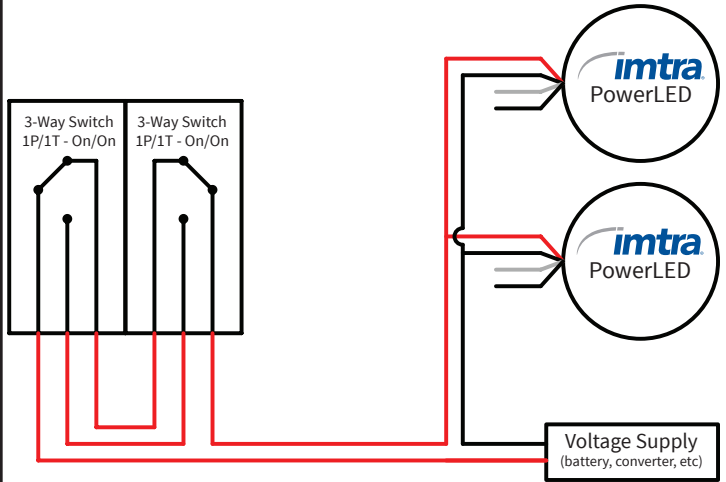 3-Way Switch
1P/1T - On/On
3-Way Switch
1P/1T - On/On
imtra
PowerLED
imtra
PowerLED
Voltage Supply
(battery, converter, etc)